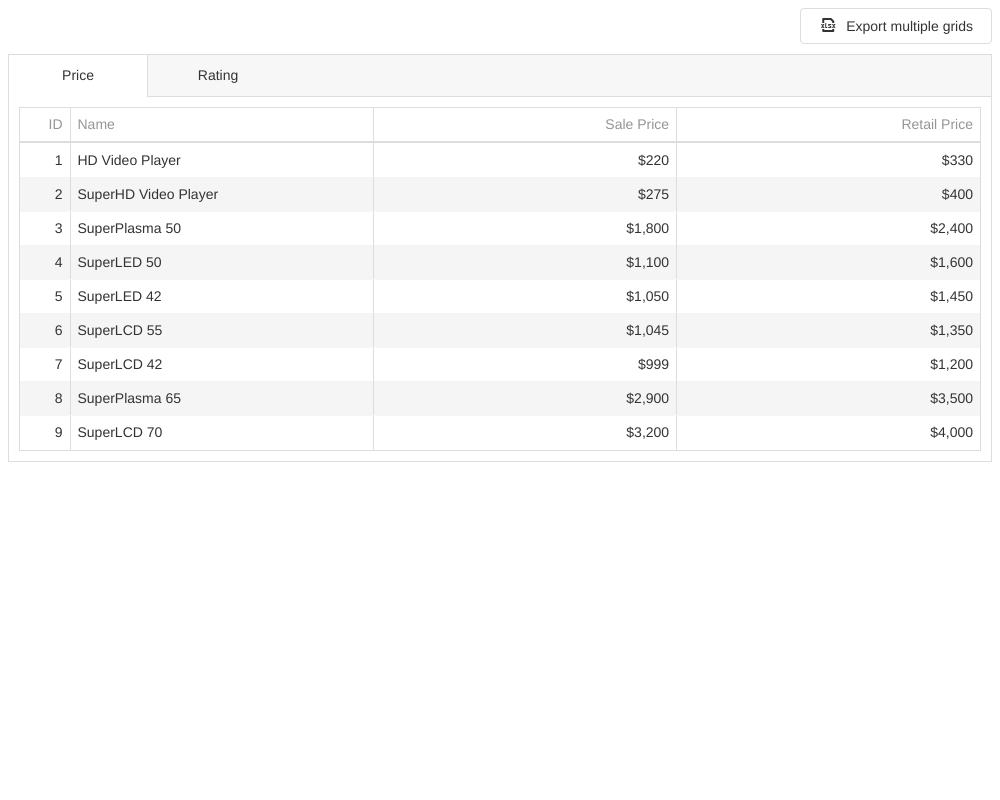 Export multiple grids
Price Rating
ID Name Sale Price Retail Price
1 HD Video Player $220 $330
2 SuperHD Video Player $275 $400
3 SuperPlasma 50 $1,800 $2,400
4 SuperLED 50 $1,100 $1,600
5 SuperLED 42 $1,050 $1,450
6 SuperLCD 55 $1,045 $1,350
7 SuperLCD 42 $999 $1,200
8 SuperPlasma 65 $2,900 $3,500
9 SuperLCD 70 $3,200 $4,000